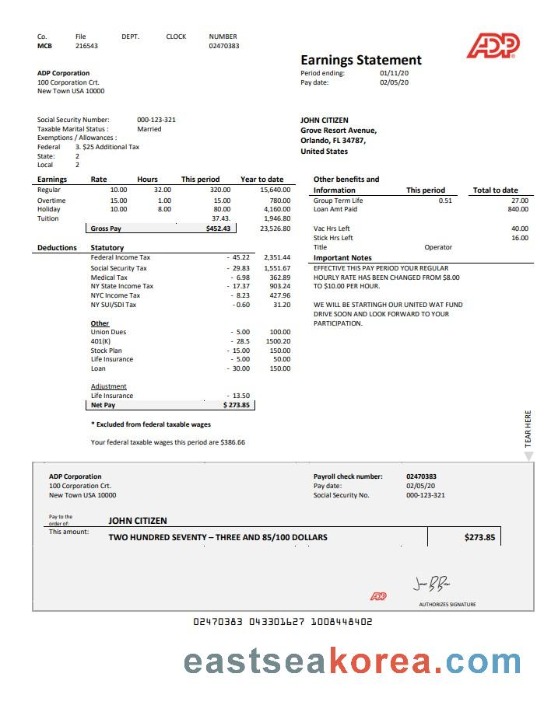 Co. File DEPT. CLOCK NUMBER
MCB 216543 02470383
ADP
Earnings Statement
Period ending: 01/11/20
Pay date: 02/05/20
ADP Corporation
100 Corporation Crt.
New Town USA 10000
Social Security Number: 000-123-321
Taxable Marital Status : Married
Exemptions / Allowances :
Federal 3. $25 Additional Tax
State: 2
Local 2
JOHN CITIZEN
Grove Resort Avenue,
Orlando, FL 34787,
United States
Earnings Rate Hours This period Year to date
Regular 10.00 32.00 320.00 15,640.00
Overtime 15.00 1.00 15.00 780.00
Holiday 10.00 8.00 80.00 4,160.00
Tuition 37.43. 1,946.80
Gross Pay $452.43 23,526.80
Deductions Statutory
Federal Income Tax - 45.22 2,351.44
Social Security Tax - 29.83 1,551.67
Medical Tax - 6.98 362.89
NY State Income Tax - 17.37 903.24
NYC Income Tax - 8.23 427.96
NY SUI/SDI Tax - 0.60 31.20
Other
Union Dues - 5.00 100.00
401(K) - 28.5 1500.20
Stock Plan - 15.00 150.00
Life Insurance - 5.00 50.00
Loan - 30.00 150.00
Adjustment
Life Insurance - 13.50
Net Pay $ 273.85
* Excluded from federal taxable wages
Your federal taxable wages this period are $386.66
Other benefits and
Information This period Total to date
Group Term Life 0.51 27.00
Loan Amt Paid 840.00
Vac Hrs Left 40.00
Stick Hrs Left 16.00
Title Operator
Important Notes
EFFECTIVE THIS PAY PERIOD YOUR REGULAR
HOURLY RATE HAS BEEN CHANGED FROM $8.00
TO $10.00 PER HOUR.
WE WILL BE STARTINGH OUR UNITED WAT FUND
DRIVE SOON AND LOOK FORWARD TO YOUR
PARTICIPATION.
TEAR HERE
ADP Corporation
100 Corporation Crt.
New Town USA 10000
Payroll check number: 02470383
Pay date: 02/05/20
Social Security No. 000-123-321
Pay to the
order of: JOHN CITIZEN
This amount: TWO HUNDRED SEVENTY – THREE AND 85/100 DOLLARS $273.85
ADP
AUTHORIZES SIGNATURE
02470383 043301627 1008448402
eastseakorea.com